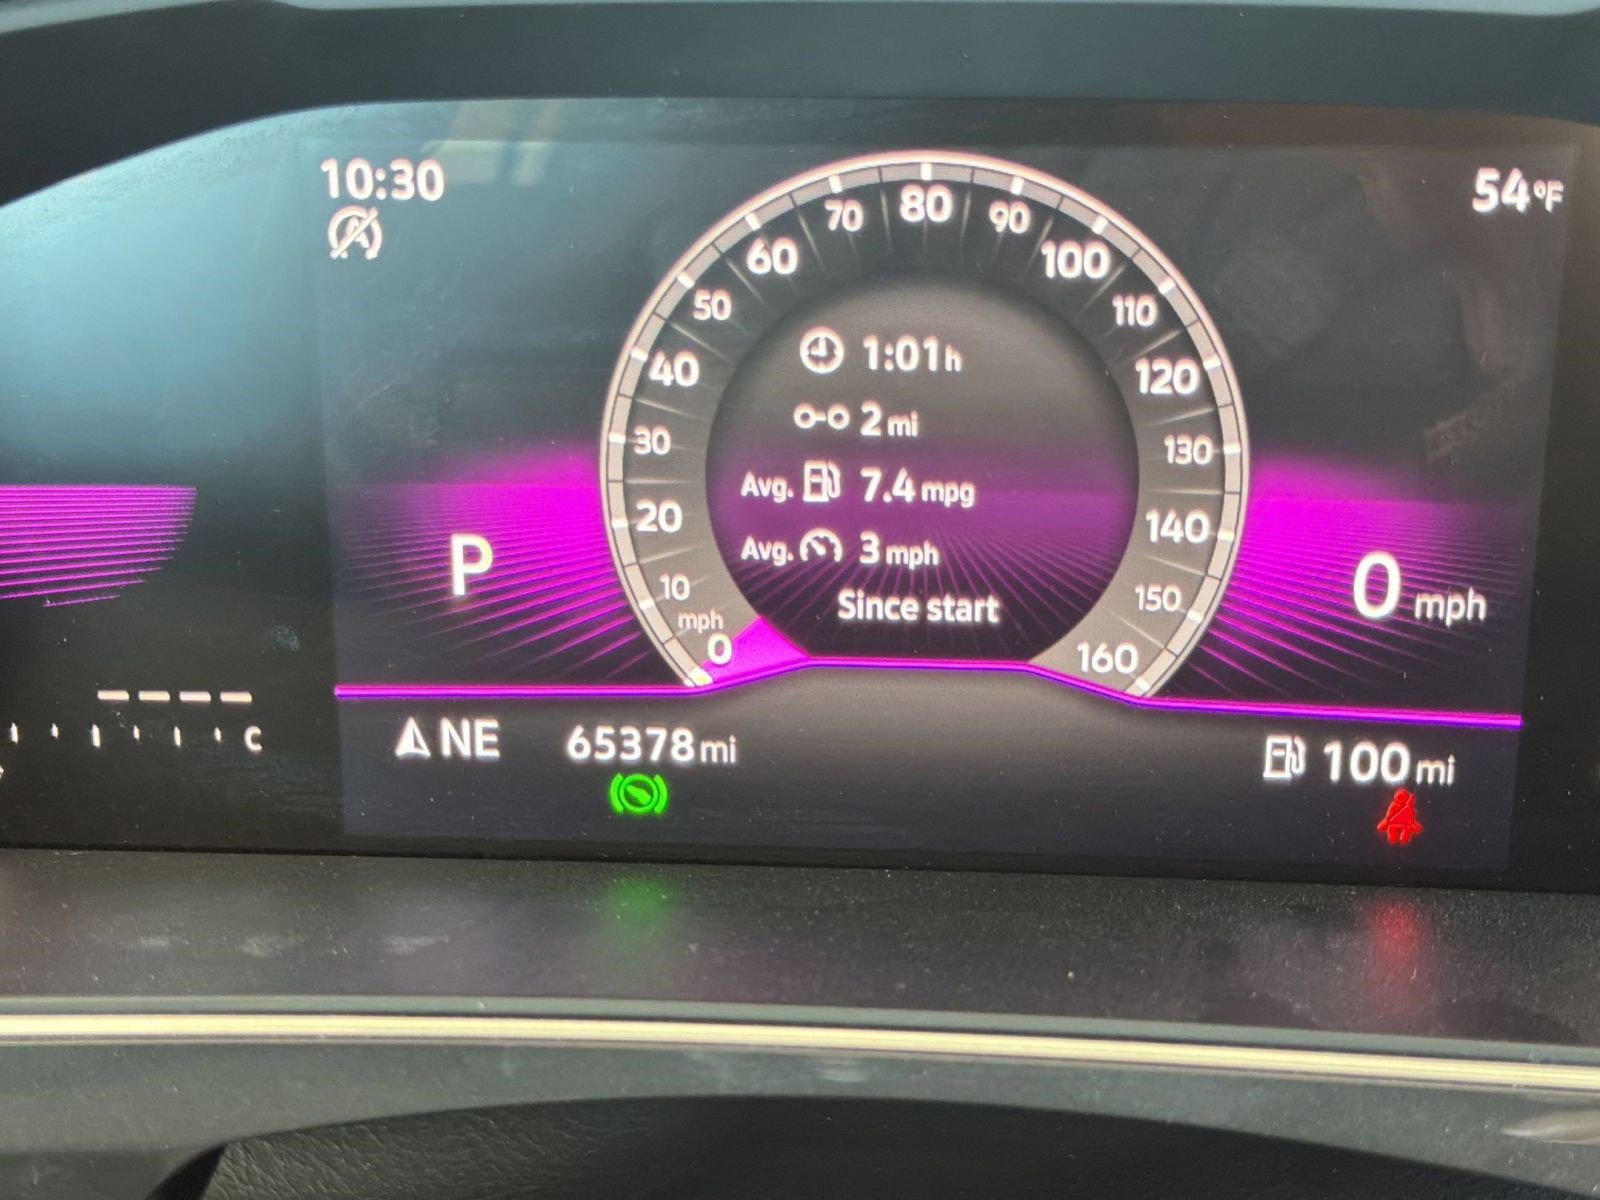 10:30
54°F
A
80
70
90
60
100
50
110
40
120
30
130
20
140
10
150
mph
0
160
1:01 h
2 mi
Avg. 7.4 mpg
Avg. 3 mph
Since start
P
0 mph
C
NE
65378 mi
100 mi